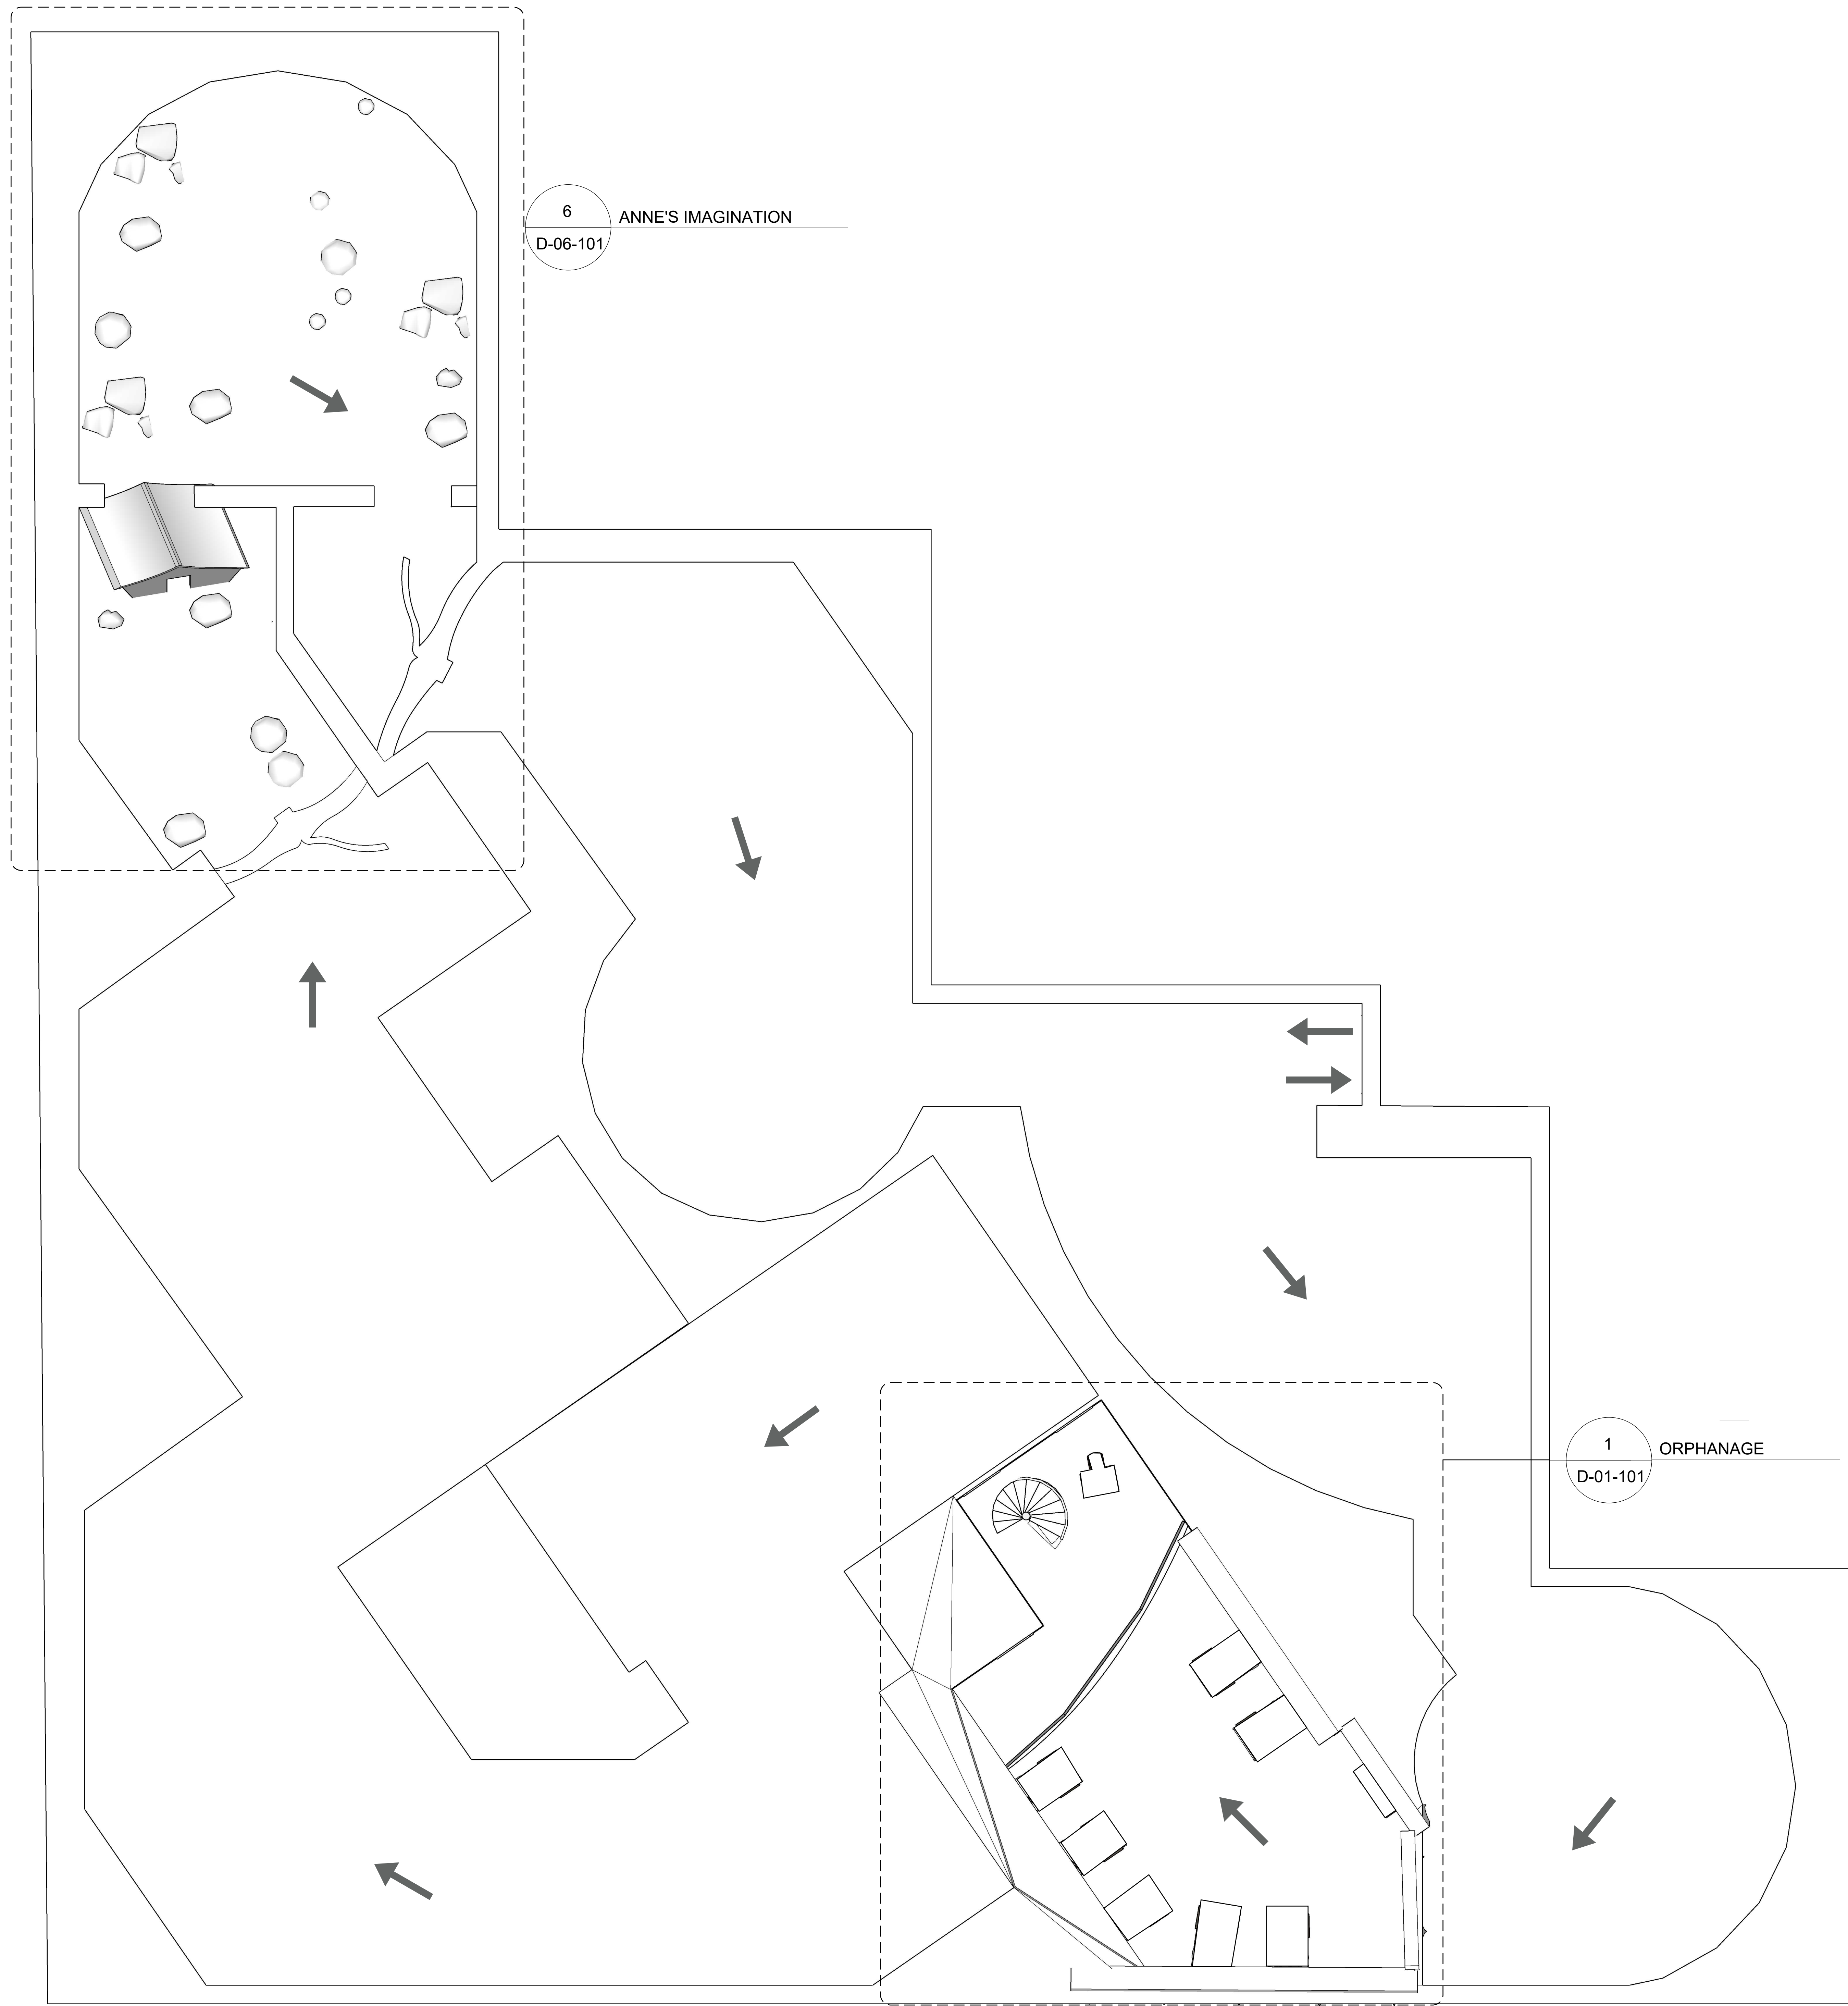 6
ANNE'S IMAGINATION
D-06-101
1
ORPHANAGE
D-01-101